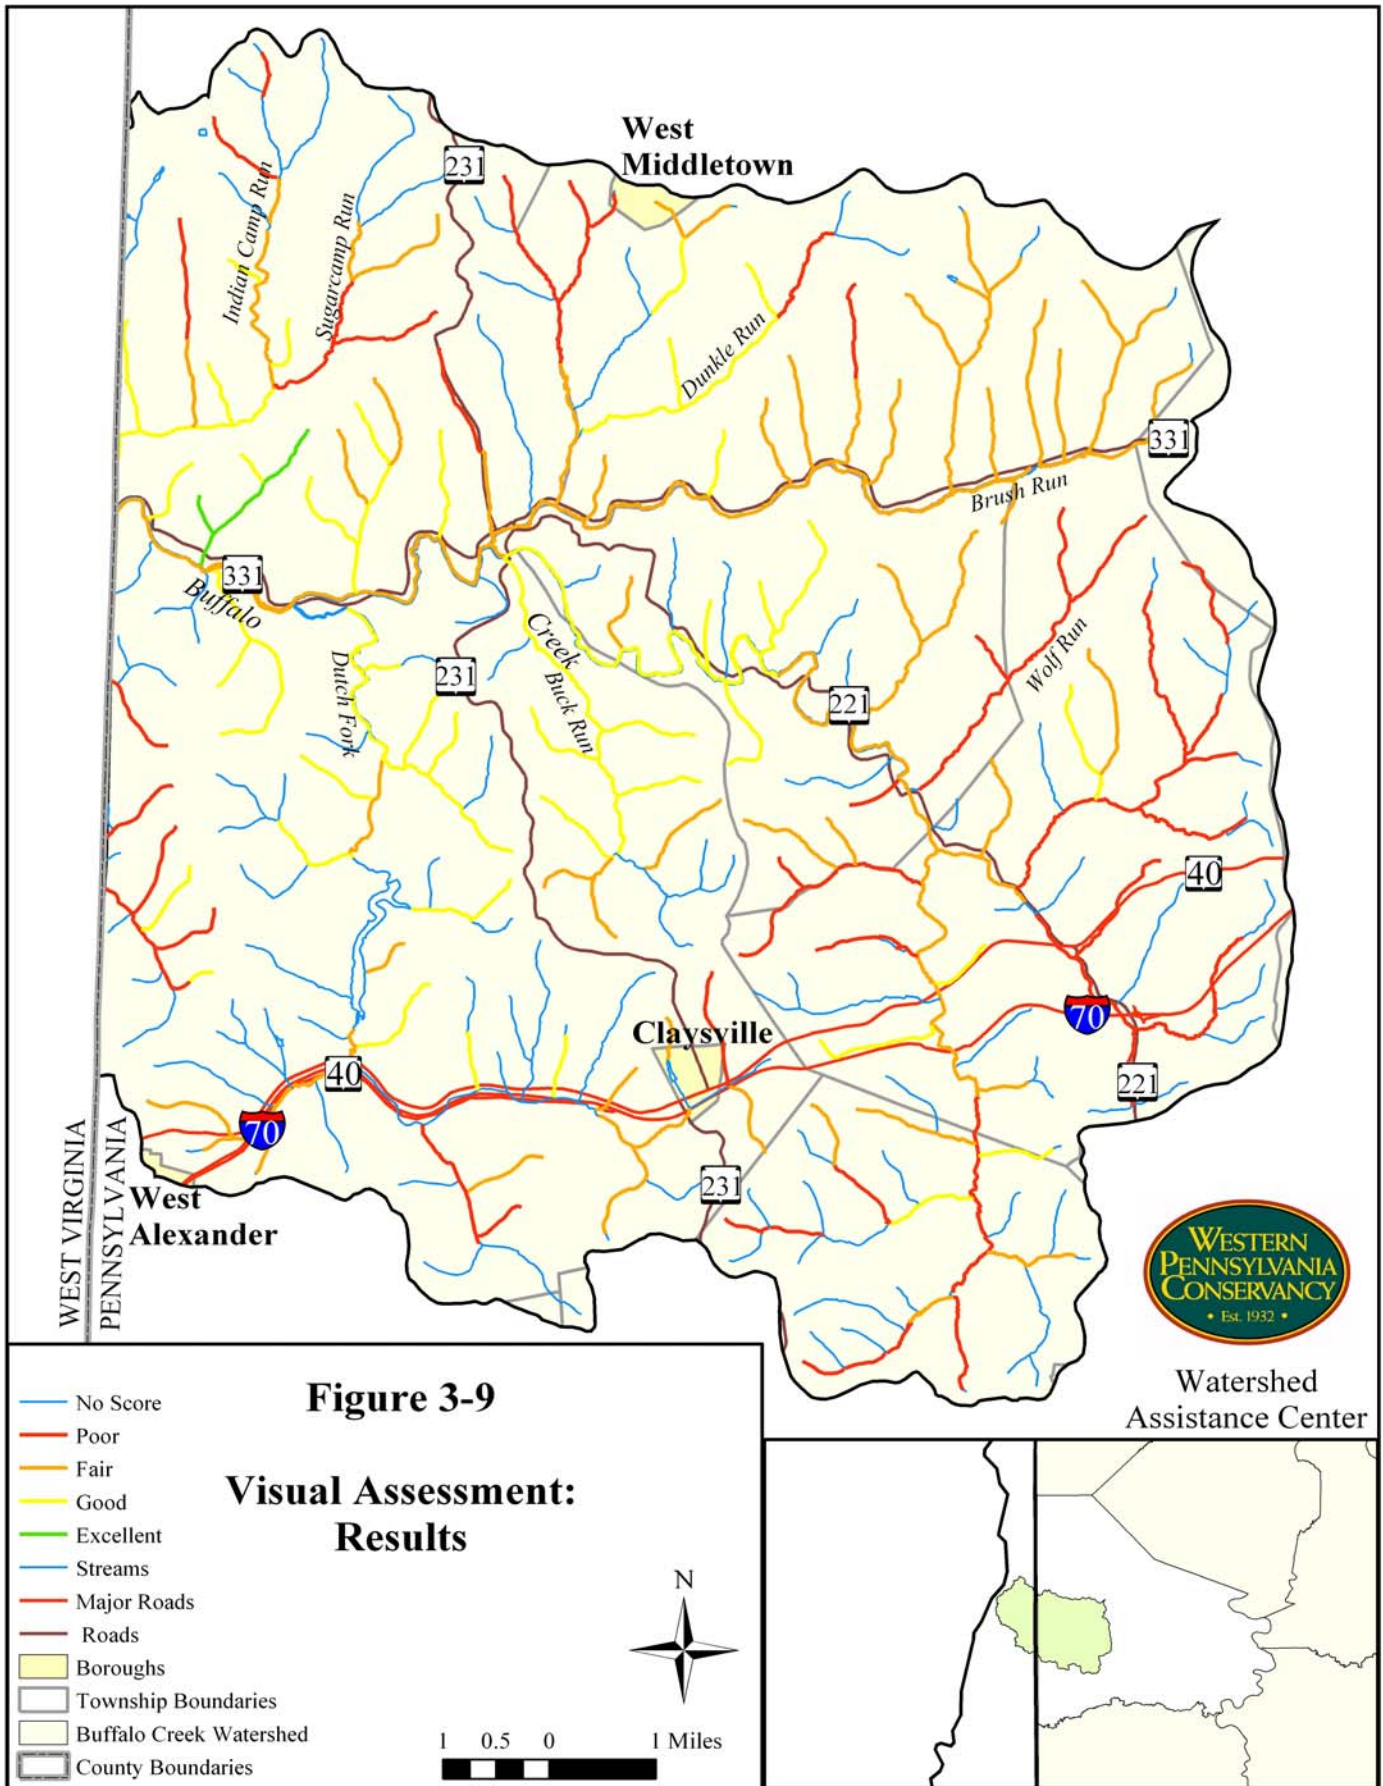 West
Middletown
231
Indian Camp Run
Sugarcamp Run
Dunkle Run
331
Brush Run
331
Buffalo
Creek
Dutch Fork
231
Buck Run
221
Wolf Run
40
Claysville
70
40
221
70
231
West
Alexander
WEST VIRGINIA
PENNSYLVANIA
WESTERN
PENNSYLVANIA
CONSERVANCY
• Est. 1932 •
Watershed
Assistance Center
Figure 3-9
Visual Assessment:
Results
No Score
Poor
Fair
Good
Excellent
Streams
Major Roads
Roads
Boroughs
Township Boundaries
Buffalo Creek Watershed
County Boundaries
N
1 0.5 0 1 Miles